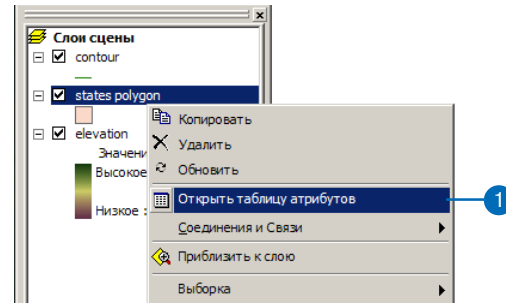 Слои сцены
contour
states polygon
elevation
Значени
Высокое
Низкое :
Копировать
Удалить
Обновить
Открыть таблицу атрибутов
1
Соединения и Связи
Приблизить к слою
Выборка